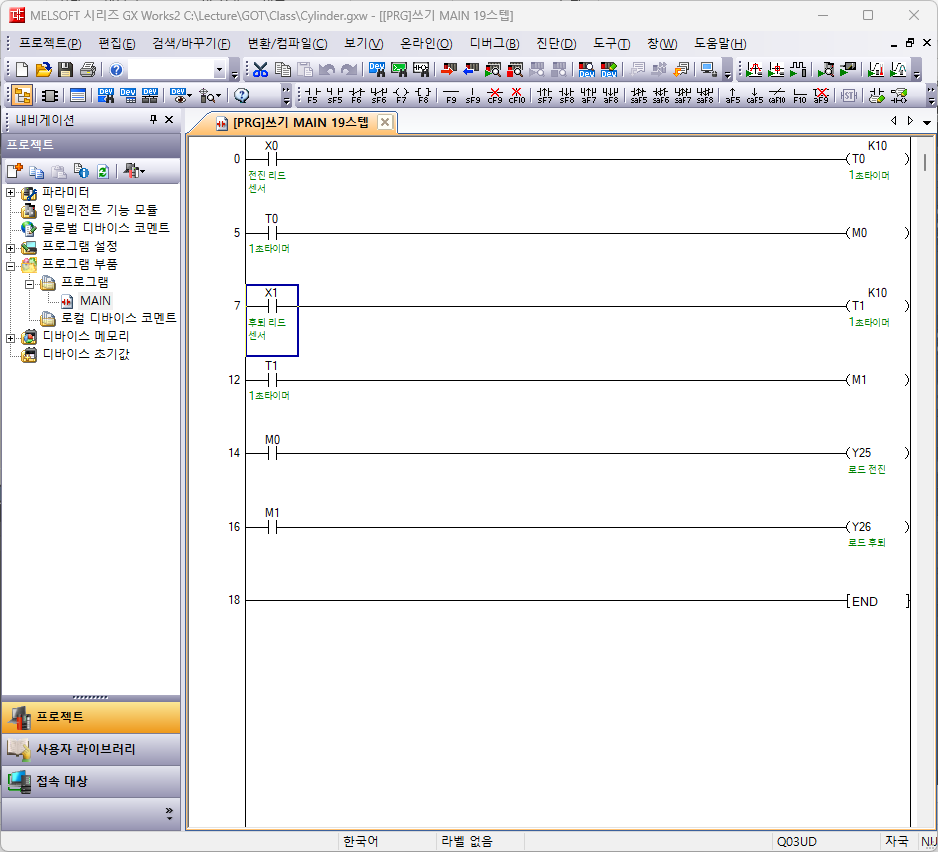 MELSOFT 시리즈 GX Works2 C:\Lecture\GOT\Class\Cylinder.gxw - [[PRG]쓰기 MAIN 19스텝]
프로젝트(P) 편집(E) 검색/바꾸기(F) 변환/컴파일(C) 보기(V) 온라인(O) 디버그(B) 진단(D) 도구(T) 창(W) 도움말(H)
F5 sF5 F6 sF6 F7 F8 F9 sF9 cF9 cF10 sF7 sF8 aF7 aF8 saF5 saF6 saF7 saF8 aF5 caF5 caF10 F10 aF9
내비게이션
프로젝트
파라미터
인텔리전트 기능 모듈
글로벌 디바이스 코멘트
프로그램 설정
프로그램 부품
프로그램
MAIN
로컬 디바이스 코멘트
디바이스 메모리
디바이스 초기값
프로젝트
사용자 라이브러리
접속 대상
[PRG]쓰기 MAIN 19스텝
X0 K10
0 T0
전진 리드 1초타이머
센서
T0
5 M0
1초타이머
X1 K10
7 T1
후퇴 리드 1초타이머
센서
T1
12 M1
1초타이머
M0
14 Y25
로드 전진
M1
16 Y26
로드 후퇴
18 END
한국어 라벨 없음 Q03UD 자국